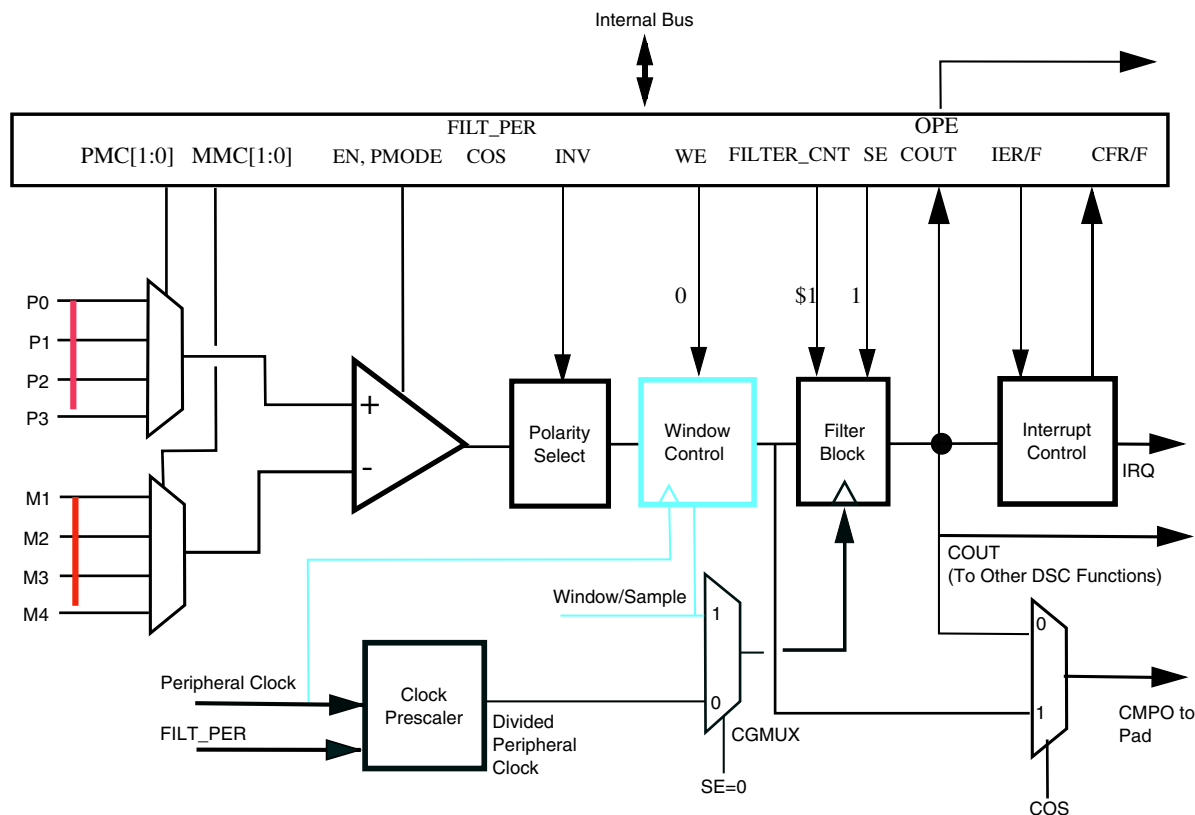 Internal Bus
FILT_PER
OPE
PMC[1:0] MMC[1:0] EN, PMODE COS INV WE FILTER_CNT SE COUT IER/F CFR/F
0 $1 1
P0
P1
P2
P3
+
-
Polarity
Select
Window
Control
Filter
Block
Interrupt
Control
IRQ
M1
M2
M3
M4
COUT
(To Other DSC Functions)
Window/Sample
1
0
CGMUX
SE=0
Peripheral Clock
FILT_PER
Clock
Prescaler
Divided
Peripheral
Clock
0
1
CMPO to
Pad
COS